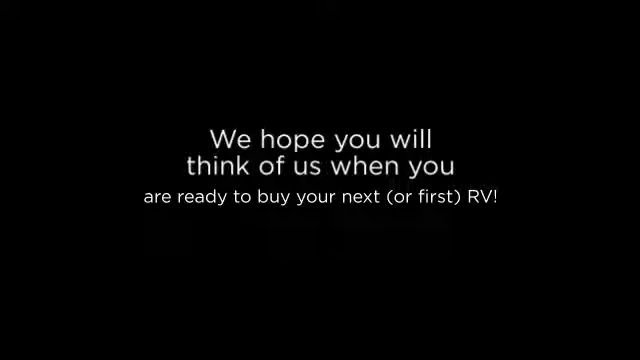 We hope you will
think of us when you
are ready to buy your next (or first) RV!